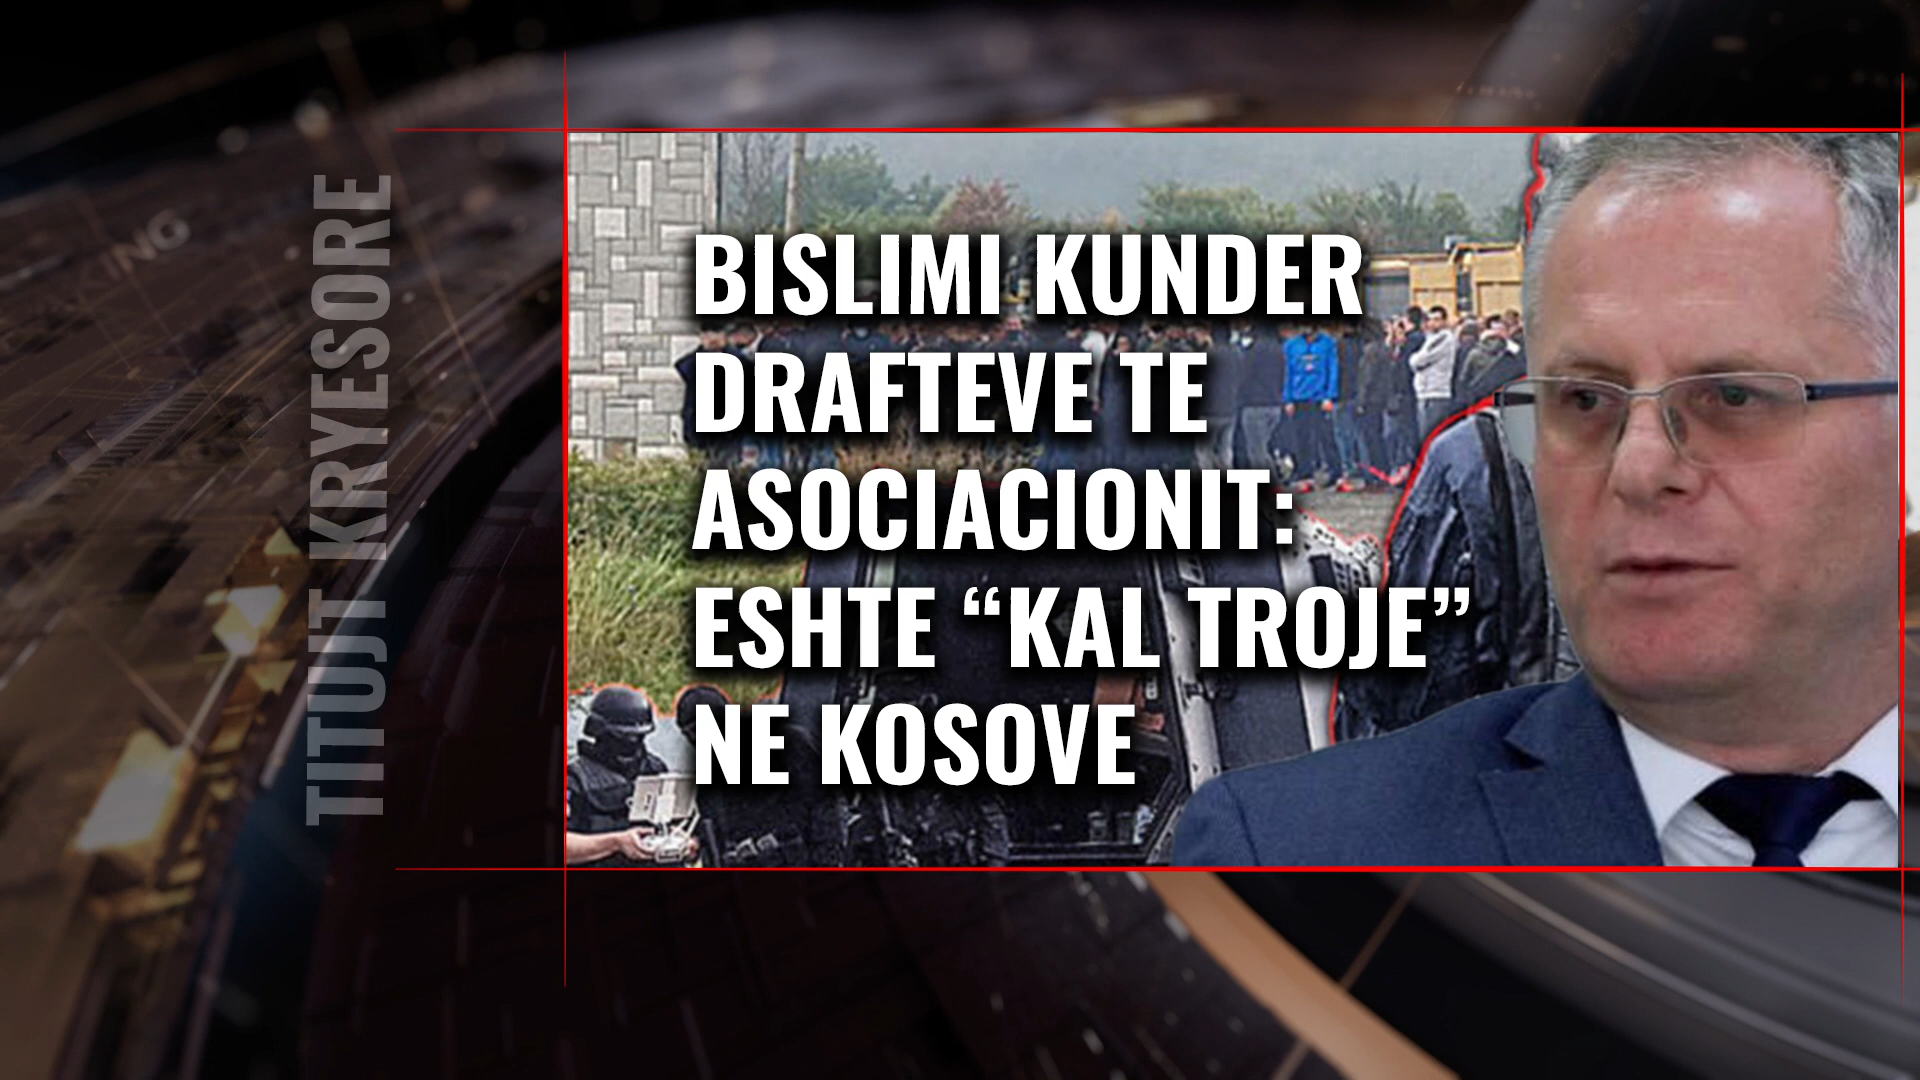 TITUJT KRYESORE
BISLIMI KUNDER
DRAFTEVE TE
ASOCIACIONIT:
ESHTE “KAL TROJE”
NE KOSOVE